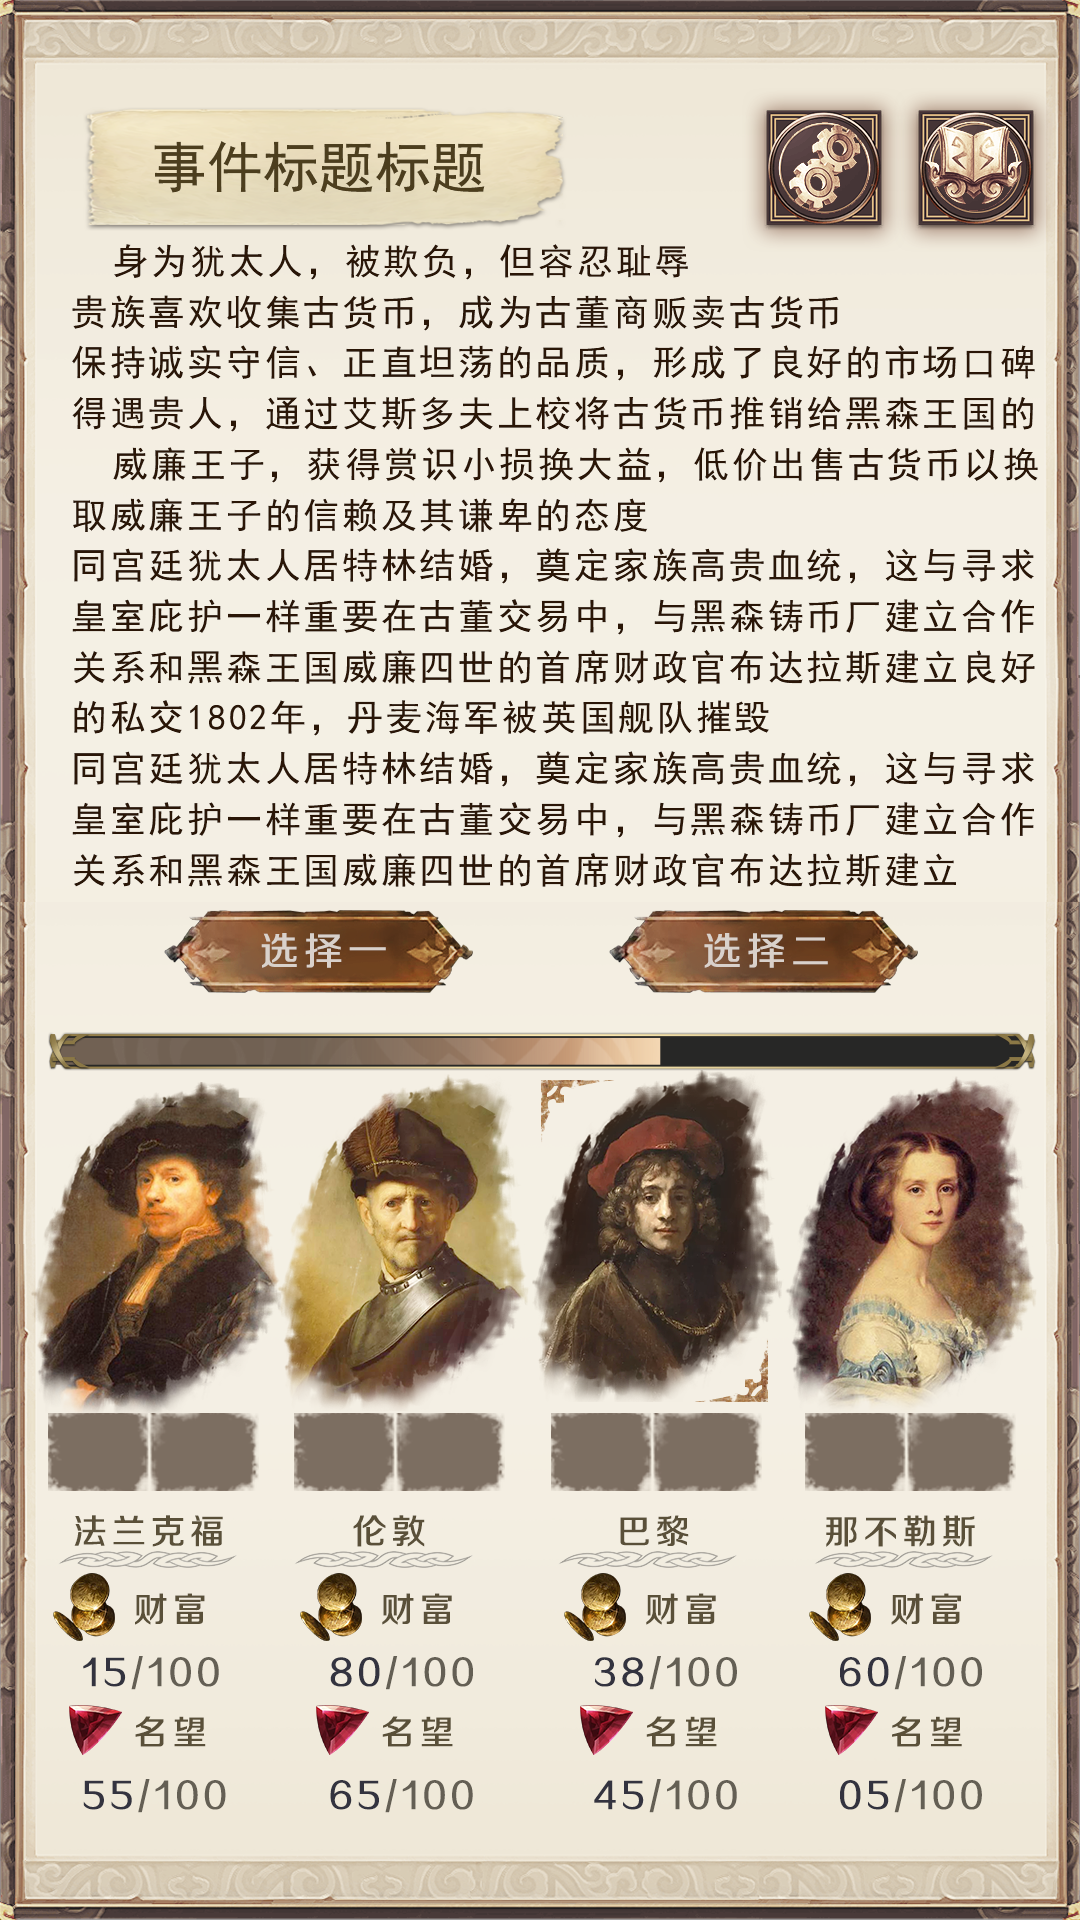 事件标题标题
身为犹太人，被欺负，但容忍耻辱
贵族喜欢收集古货币，成为古董商贩卖古货币
保持诚实守信、正直坦荡的品质，形成了良好的市场口碑
得遇贵人，通过艾斯多夫上校将古货币推销给黑森王国的
威廉王子，获得赏识小损换大益，低价出售古货币以换
取威廉王子的信赖及其谦卑的态度
同宫廷犹太人居特林结婚，奠定家族高贵血统，这与寻求
皇室庇护一样重要在古董交易中，与黑森铸币厂建立合作
关系和黑森王国威廉四世的首席财政官布达拉斯建立良好
的私交1802年，丹麦海军被英国舰队摧毁
同宫廷犹太人居特林结婚，奠定家族高贵血统，这与寻求
皇室庇护一样重要在古董交易中，与黑森铸币厂建立合作
关系和黑森王国威廉四世的首席财政官布达拉斯建立
选择一 选择二
法兰克福 伦敦 巴黎 那不勒斯
财富 财富 财富 财富
15/100 80/100 38/100 60/100
名望 名望 名望 名望
55/100 65/100 45/100 05/100